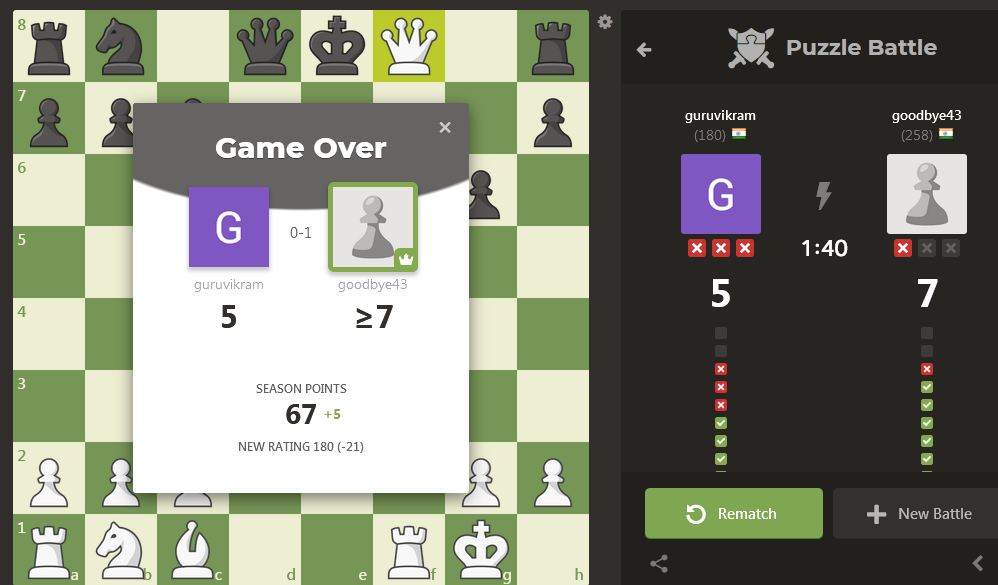 8
7
6
5
4
3
2
1
a
b
c
d
e
f
g
h
Game Over
G
0-1
guruvikram
goodbye43
5
≥7
SEASON POINTS
67 +5
NEW RATING 180 (-21)
Puzzle Battle
guruvikram
goodbye43
(180)
(258)
G
1:40
5
7
Rematch
New Battle